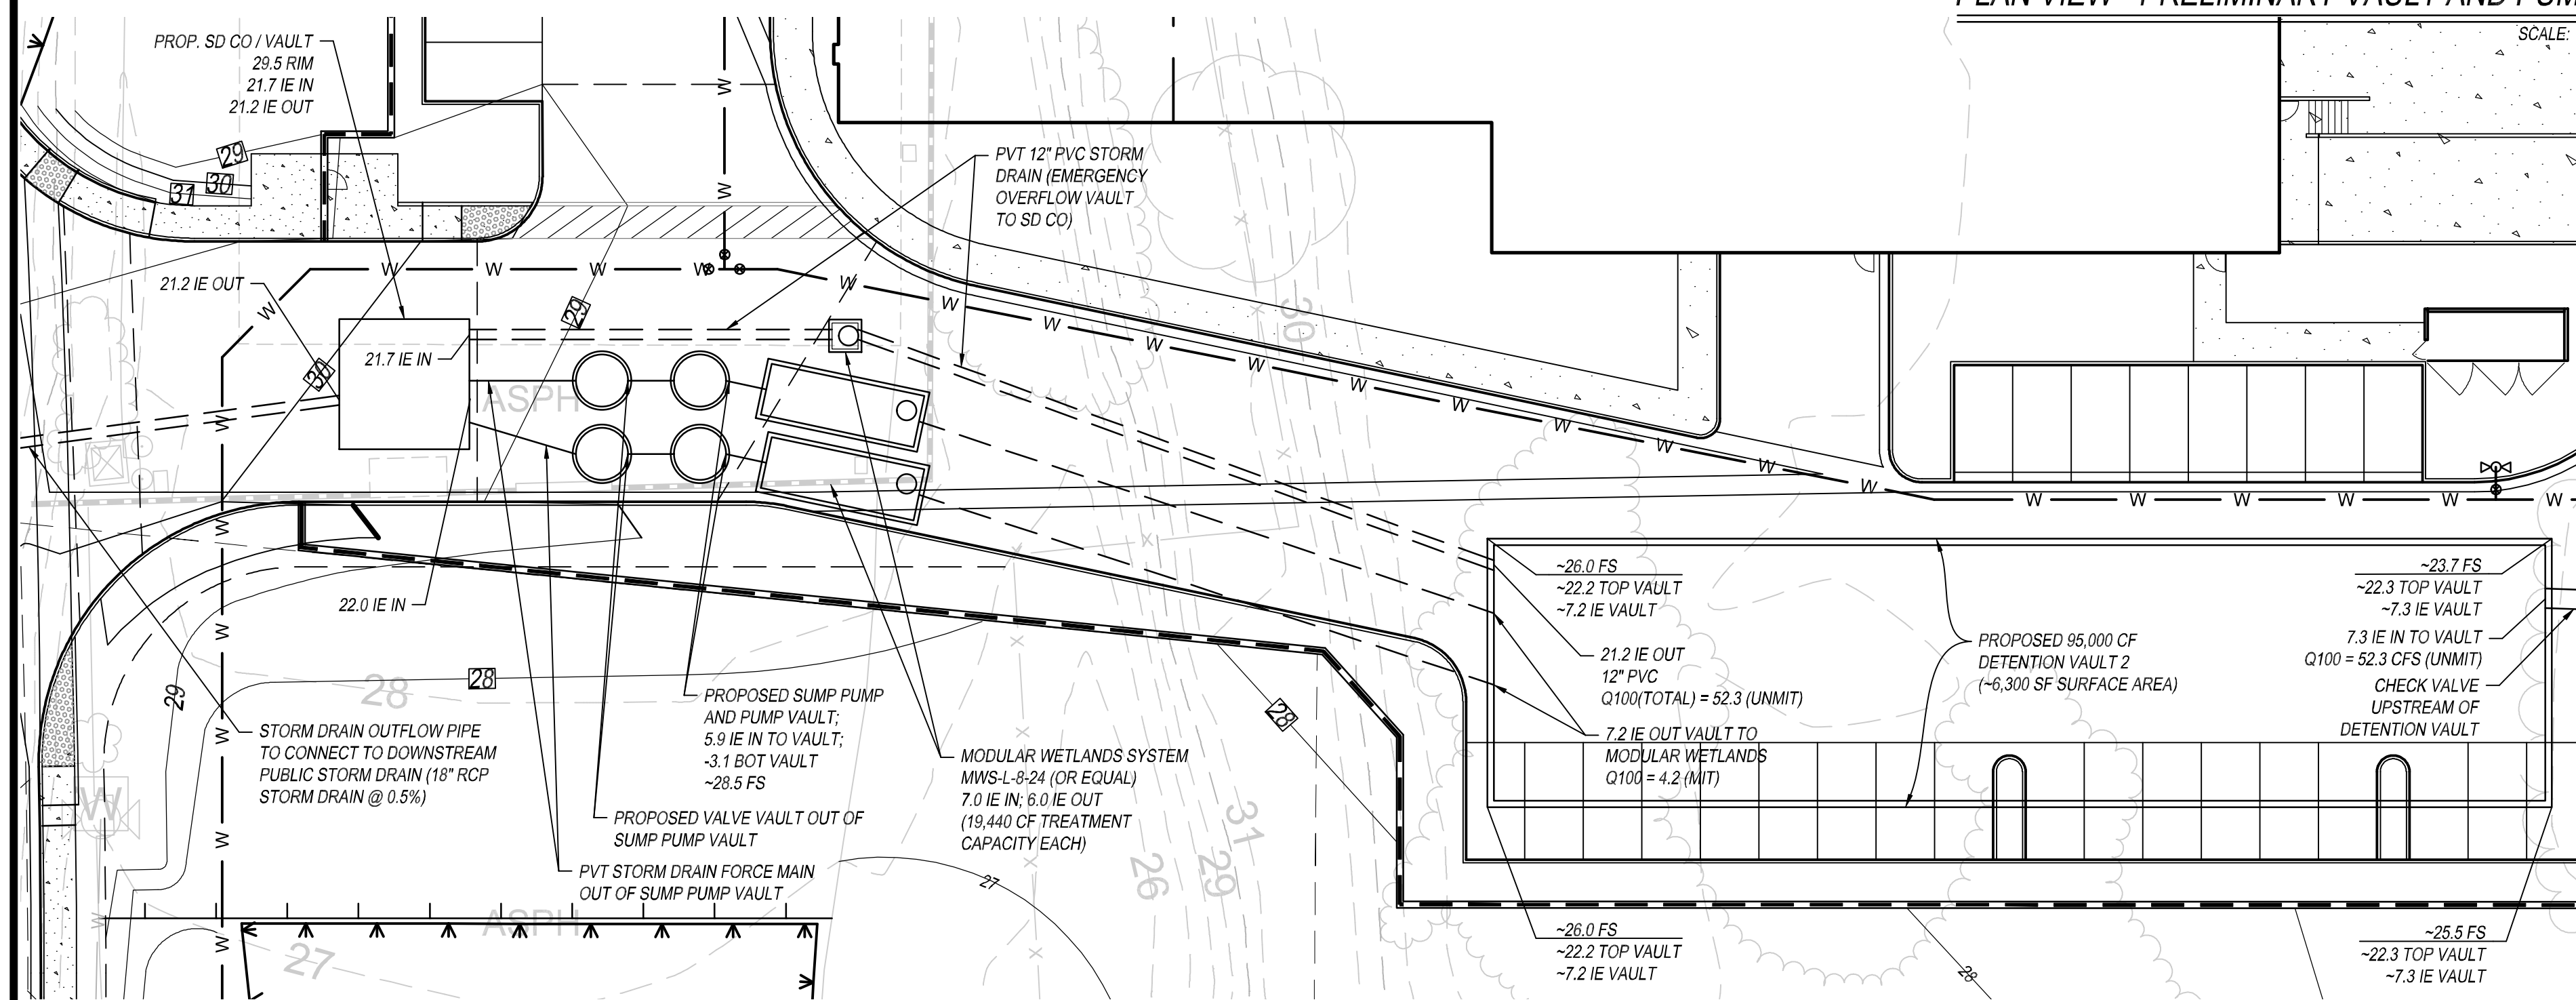 PLAN VIEW - PRELIMINARY VAULT AND PUM
SCALE:
PROP. SD CO / VAULT
29.5 RIM
21.7 IE IN
21.2 IE OUT
29
30
31
W
W
PVT 12" PVC STORM
DRAIN (EMERGENCY
OVERFLOW VAULT
TO SD CO)
21.2 IE OUT
W W W W W W W W W W W W W W W W W W W W W
29
30
21.7 IE IN
30
ASPH
W
W
~26.0 FS
~22.2 TOP VAULT
~7.2 IE VAULT
~23.7 FS
~22.3 TOP VAULT
~7.3 IE VAULT
22.0 IE IN
W
W
PROPOSED 95,000 CF
DETENTION VAULT 2
(~6,300 SF SURFACE AREA)
7.3 IE IN TO VAULT
Q100 = 52.3 CFS (UNMIT)
21.2 IE OUT
12" PVC
Q100(TOTAL) = 52.3 (UNMIT)
CHECK VALVE
UPSTREAM OF
DETENTION VAULT
28
28
29
28
PROPOSED SUMP PUMP
AND PUMP VAULT;
5.9 IE IN TO VAULT;
-3.1 BOT VAULT
~28.5 FS
STORM DRAIN OUTFLOW PIPE
TO CONNECT TO DOWNSTREAM
PUBLIC STORM DRAIN (18" RCP
STORM DRAIN @ 0.5%)
7.2 IE OUT VAULT TO
MODULAR WETLANDS
Q100 = 4.2 (MIT)
MODULAR WETLANDS SYSTEM
MWS-L-8-24 (OR EQUAL)
7.0 IE IN; 6.0 IE OUT
(19,440 CF TREATMENT
CAPACITY EACH)
W
W
PROPOSED VALVE VAULT OUT OF
SUMP PUMP VAULT
31
26
29
PVT STORM DRAIN FORCE MAIN
OUT OF SUMP PUMP VAULT
27
ASPH
W
W
27
~26.0 FS
~22.2 TOP VAULT
~7.2 IE VAULT
28
~25.5 FS
~22.3 TOP VAULT
~7.3 IE VAULT